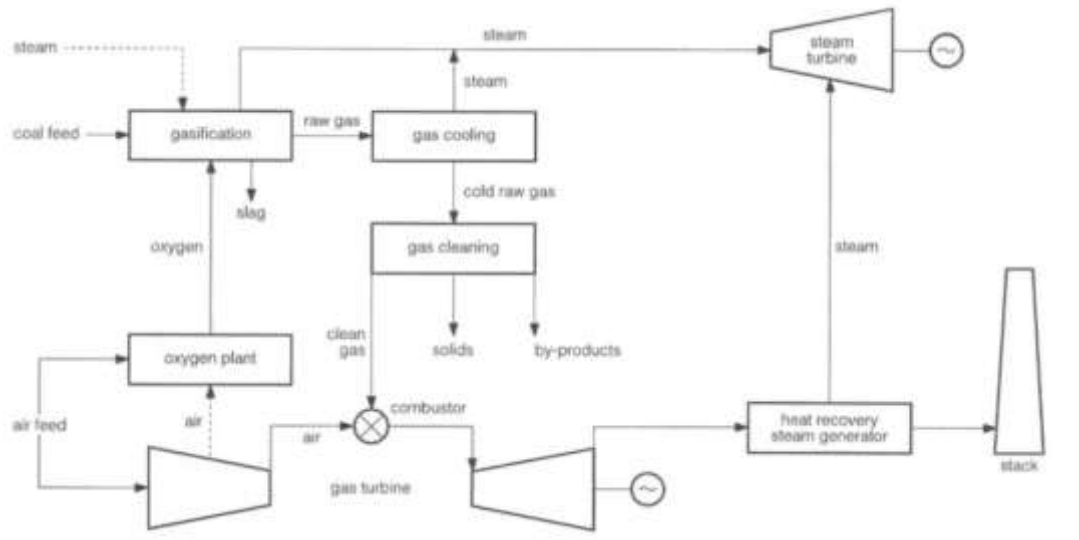 steam
steam
steam
turbine
steam
coal feed
gasification
raw gas
gas cooling
cold raw gas
slag
oxygen
gas cleaning
steam
clean
gas
solids
by-products
oxygen plant
air feed
air
combustor
air
heat recovery
steam generator
stack
gas turbine